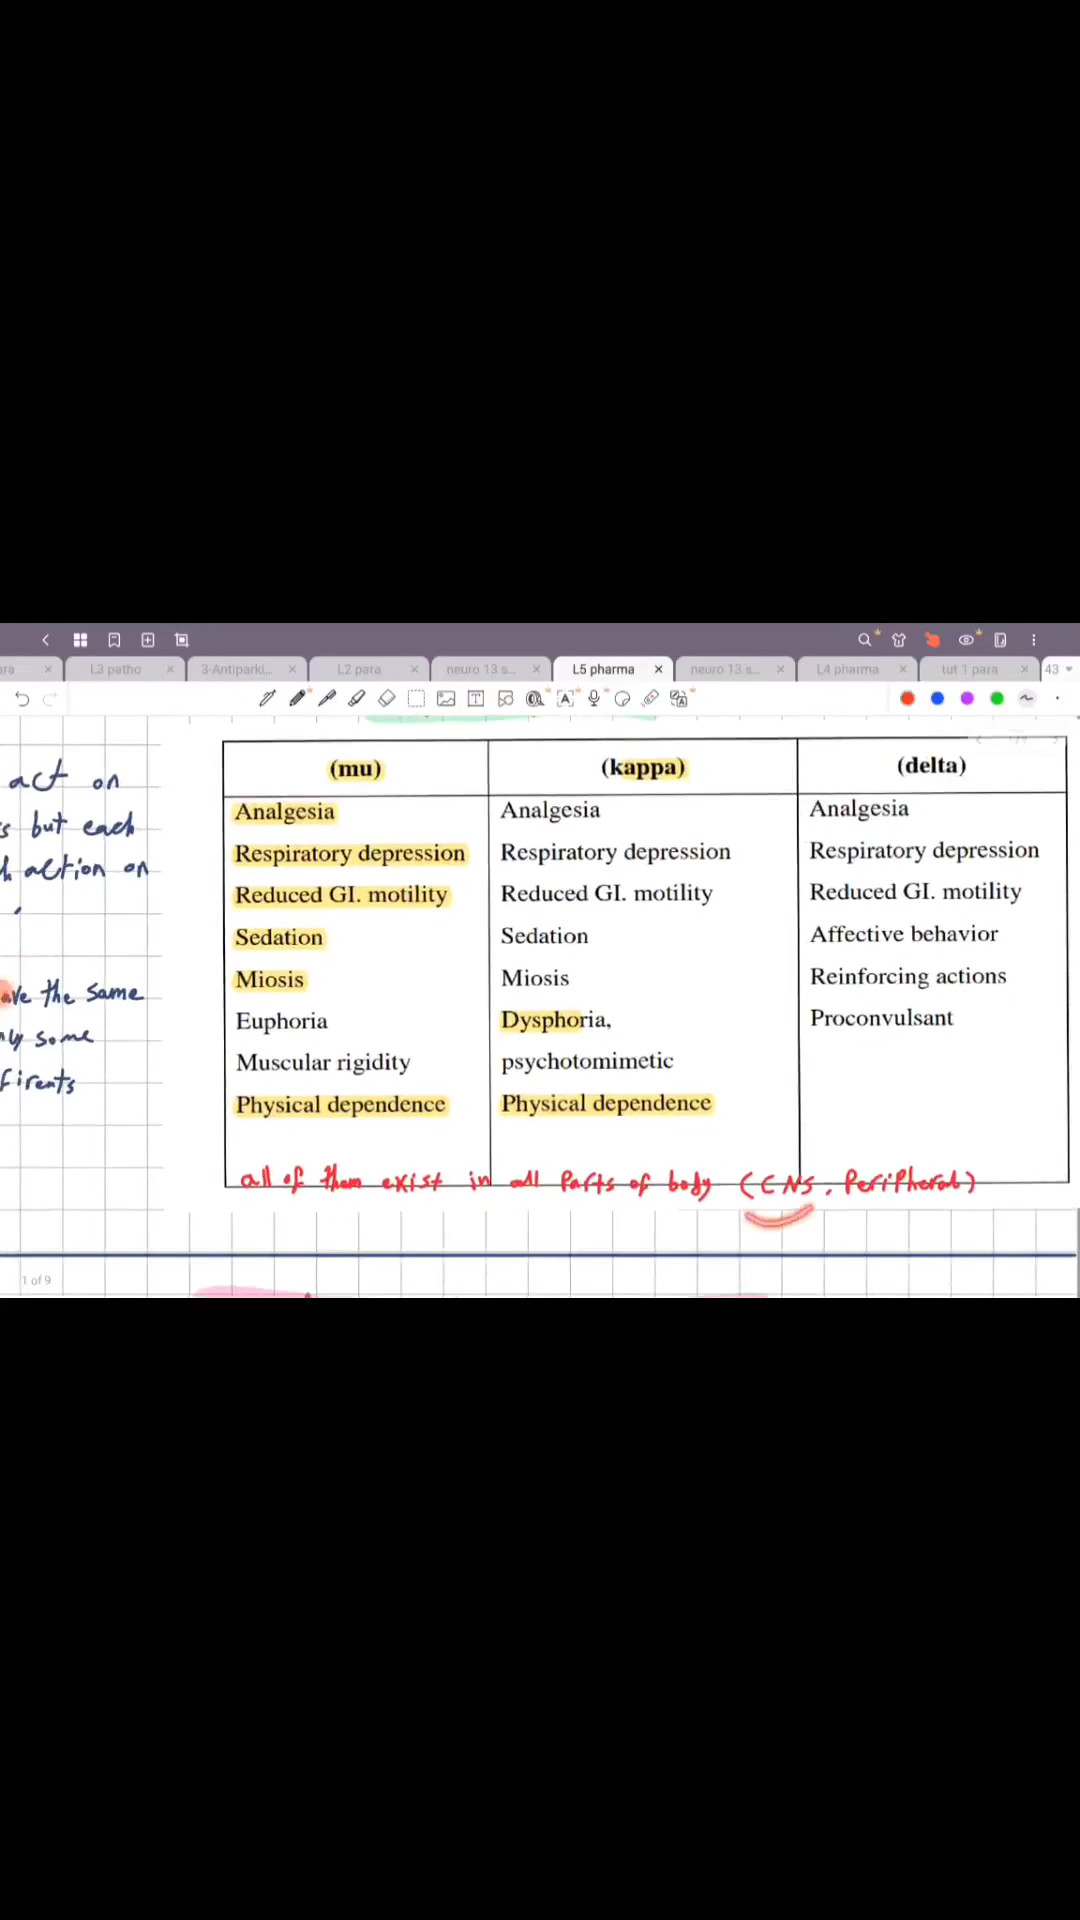 L3 patho
3-Antiparki...
L2 para
neuro 13 s...
L5 pharma
neuro 13 s...
L4 pharma
tut 1 para
43
act on
but each
action on
the same
some
(mu)
Analgesia
Respiratory depression
Reduced GI. motility
Sedation
Miosis
Euphoria
Muscular rigidity
Physical dependence
(kappa)
Analgesia
Respiratory depression
Reduced GI. motility
Sedation
Miosis
Dysphoria,
psychotomimetic
Physical dependence
(delta)
Analgesia
Respiratory depression
Reduced GI. motility
Affective behavior
Reinforcing actions
Proconvulsant
all of them exist in all Parts of body (CNS, Peripheral)
1 of 9